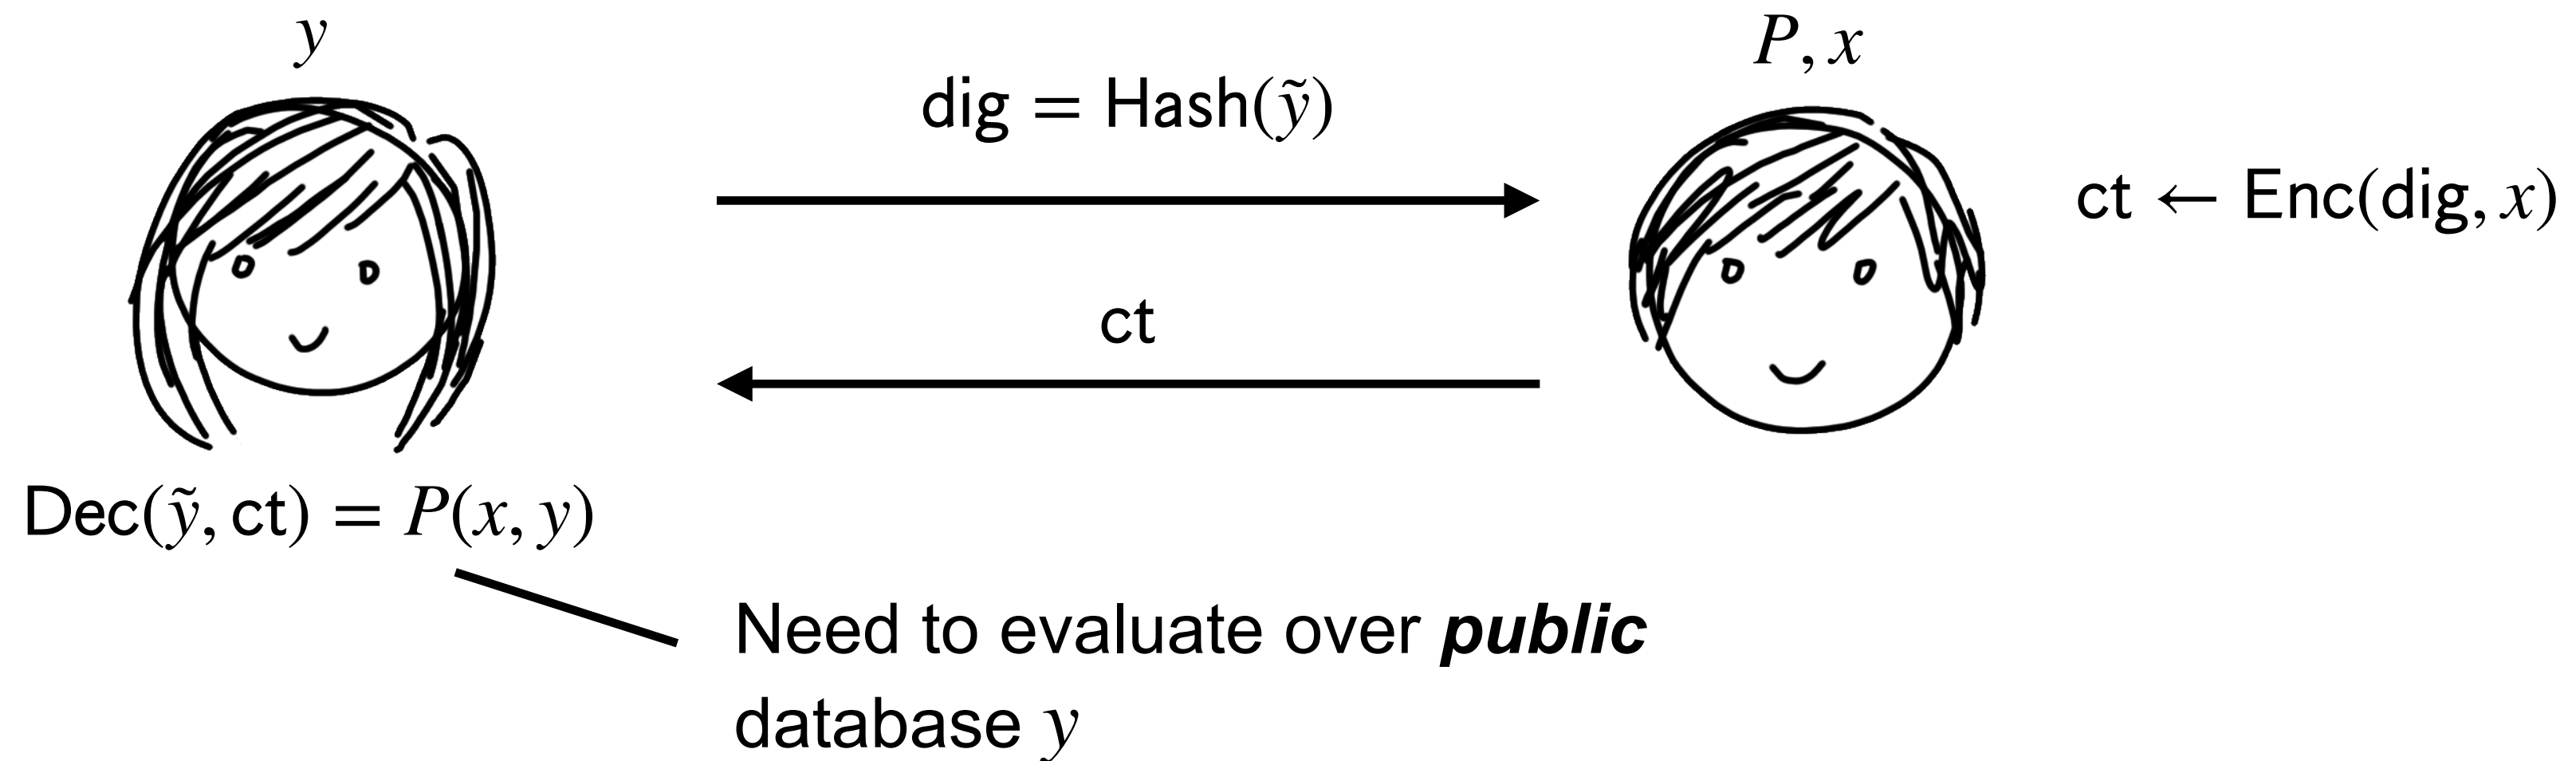 y
P, x
dig = Hash(ỹ)
ct ← Enc(dig, x)
ct
Dec(ỹ, ct) = P(x, y)
Need to evaluate over public
database y